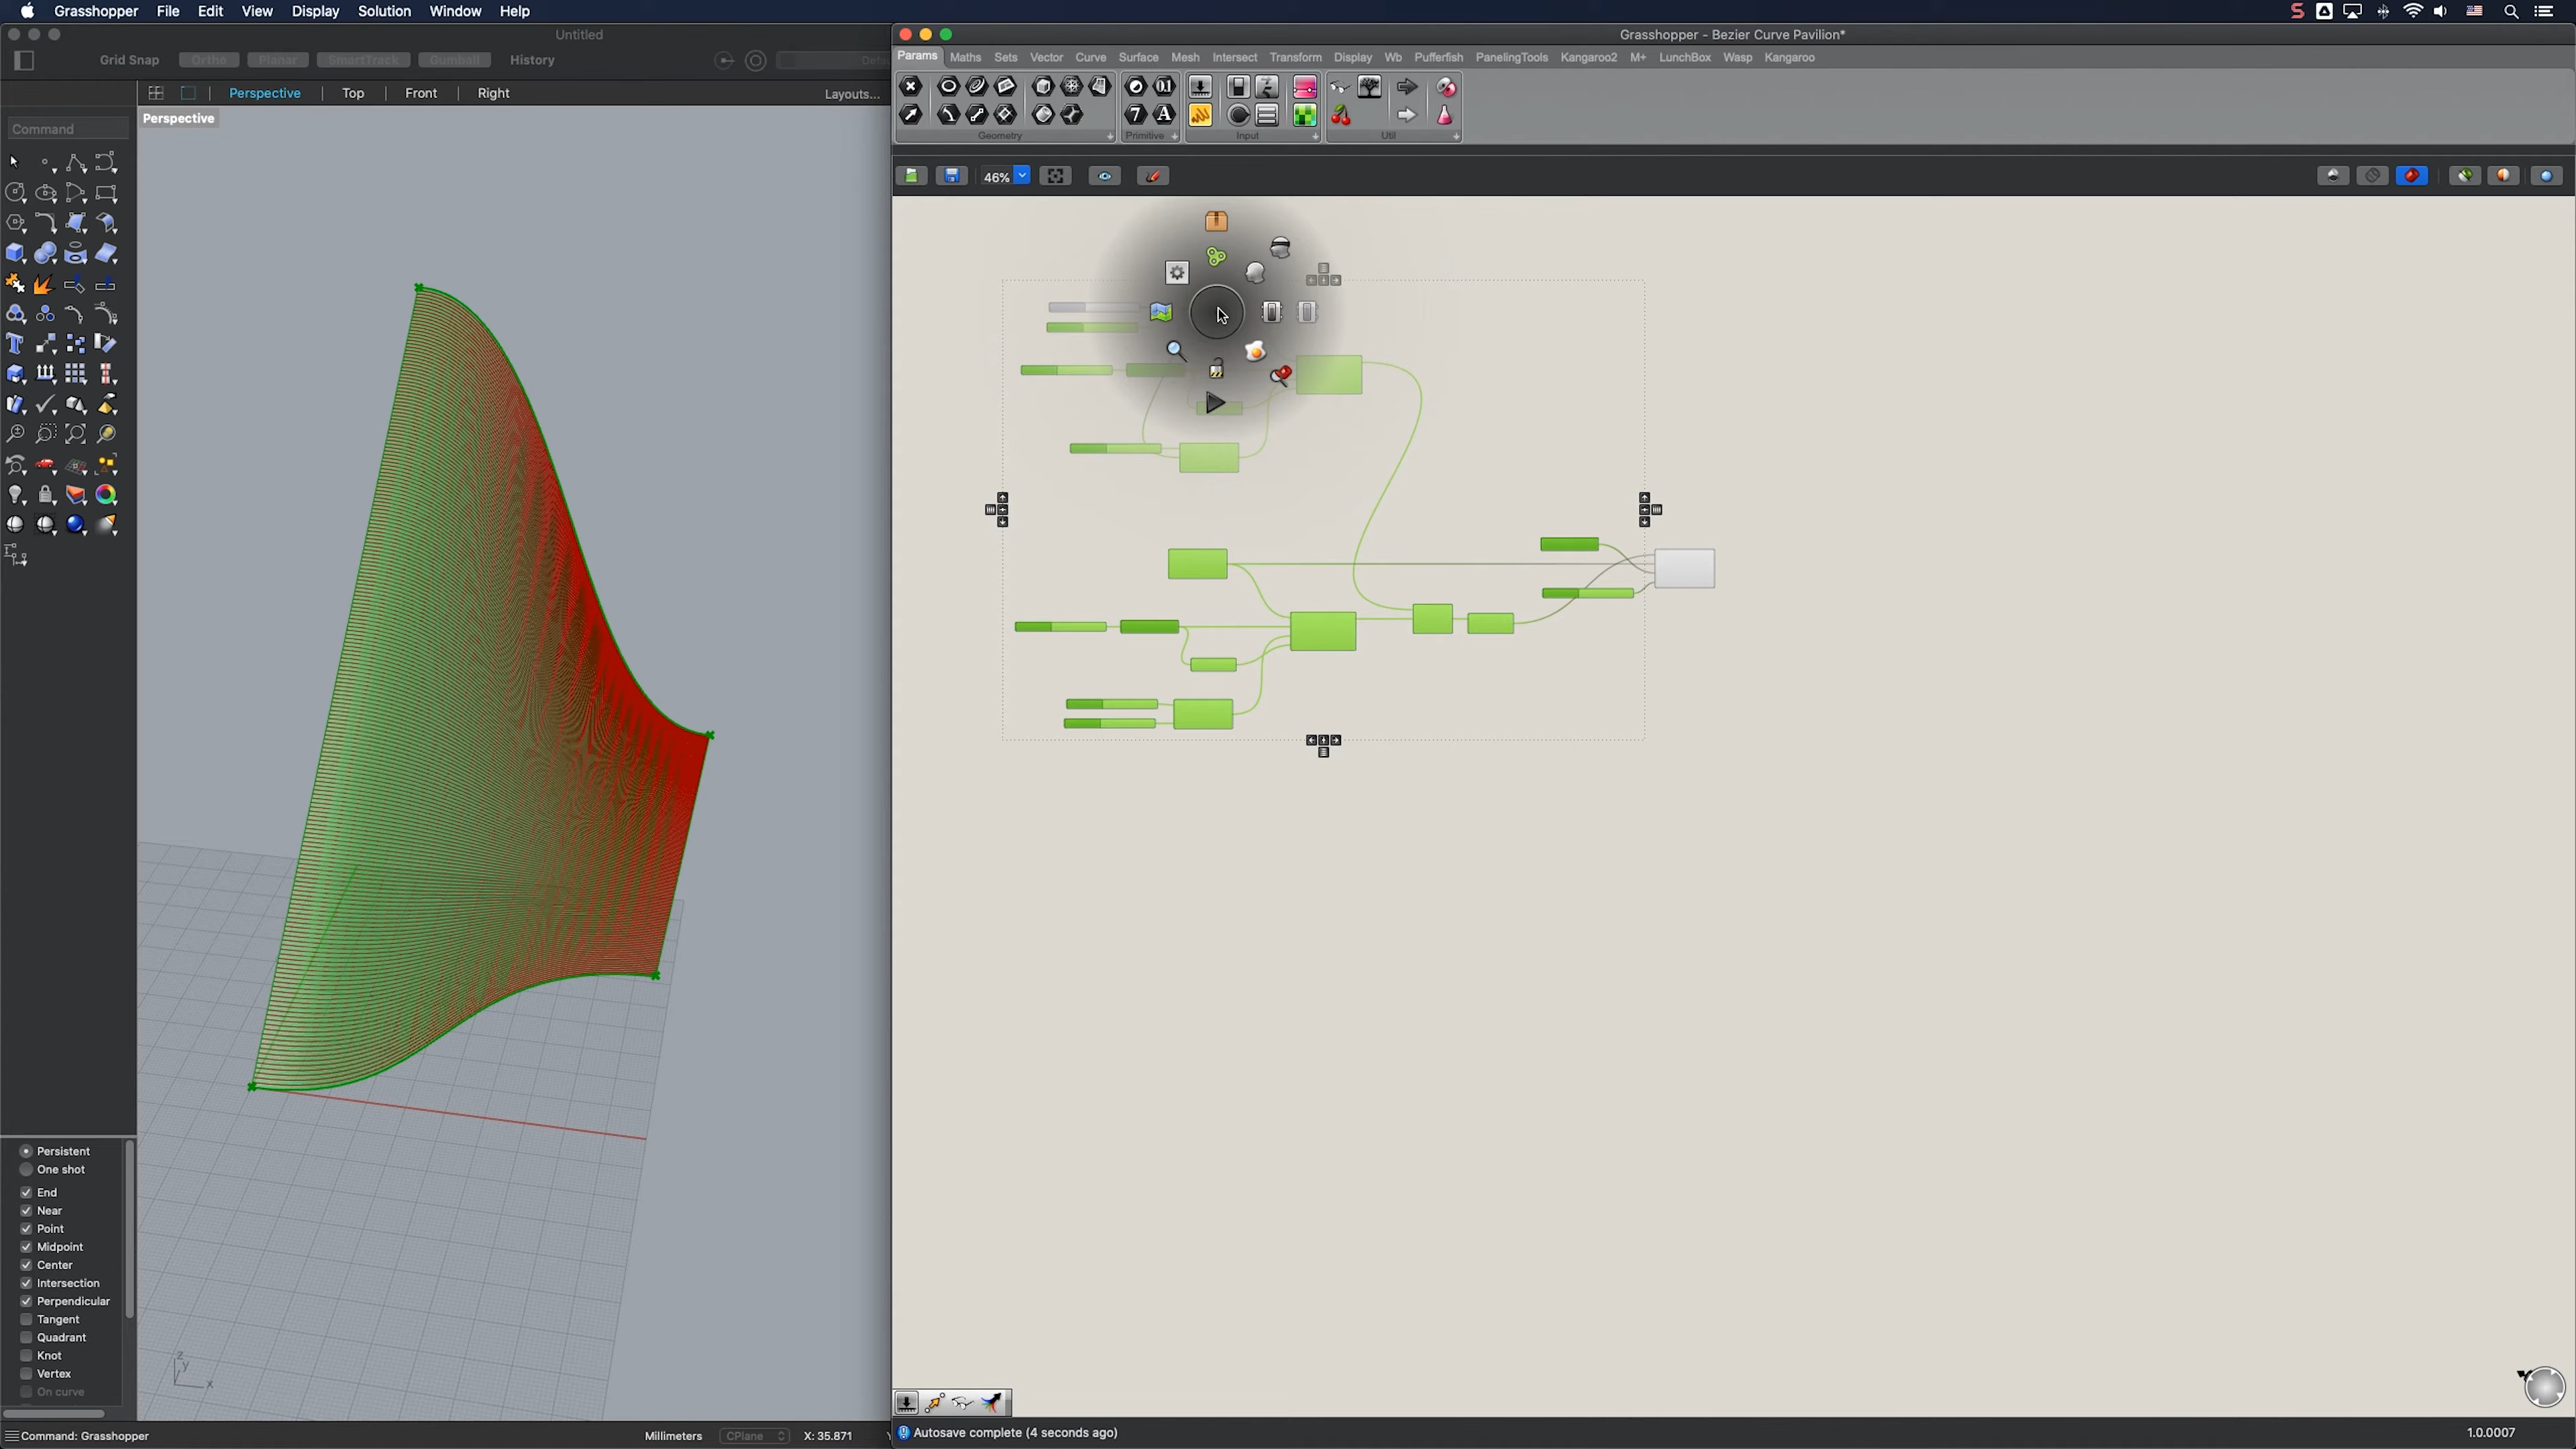 Grasshopper File Edit View Display Solution Window Help
Untitled
Grid Snap Ortho Planar SmartTrack Gumball History
Perspective Top Front Right Layouts...
Command
Perspective
Persistent
One shot
End
Near
Point
Midpoint
Center
Intersection
Perpendicular
Tangent
Quadrant
Knot
Vertex
On curve
z
y
x
Command: Grasshopper
Millimeters CPlane X: 35.871
Grasshopper - Bezier Curve Pavilion*
Params Maths Sets Vector Curve Surface Mesh Intersect Transform Display Wb Pufferfish PanelingTools Kangaroo2 M+ LunchBox Wasp Kangaroo
Geometry Primitive Input Util
46%
Autosave complete (4 seconds ago)
1.0.0007